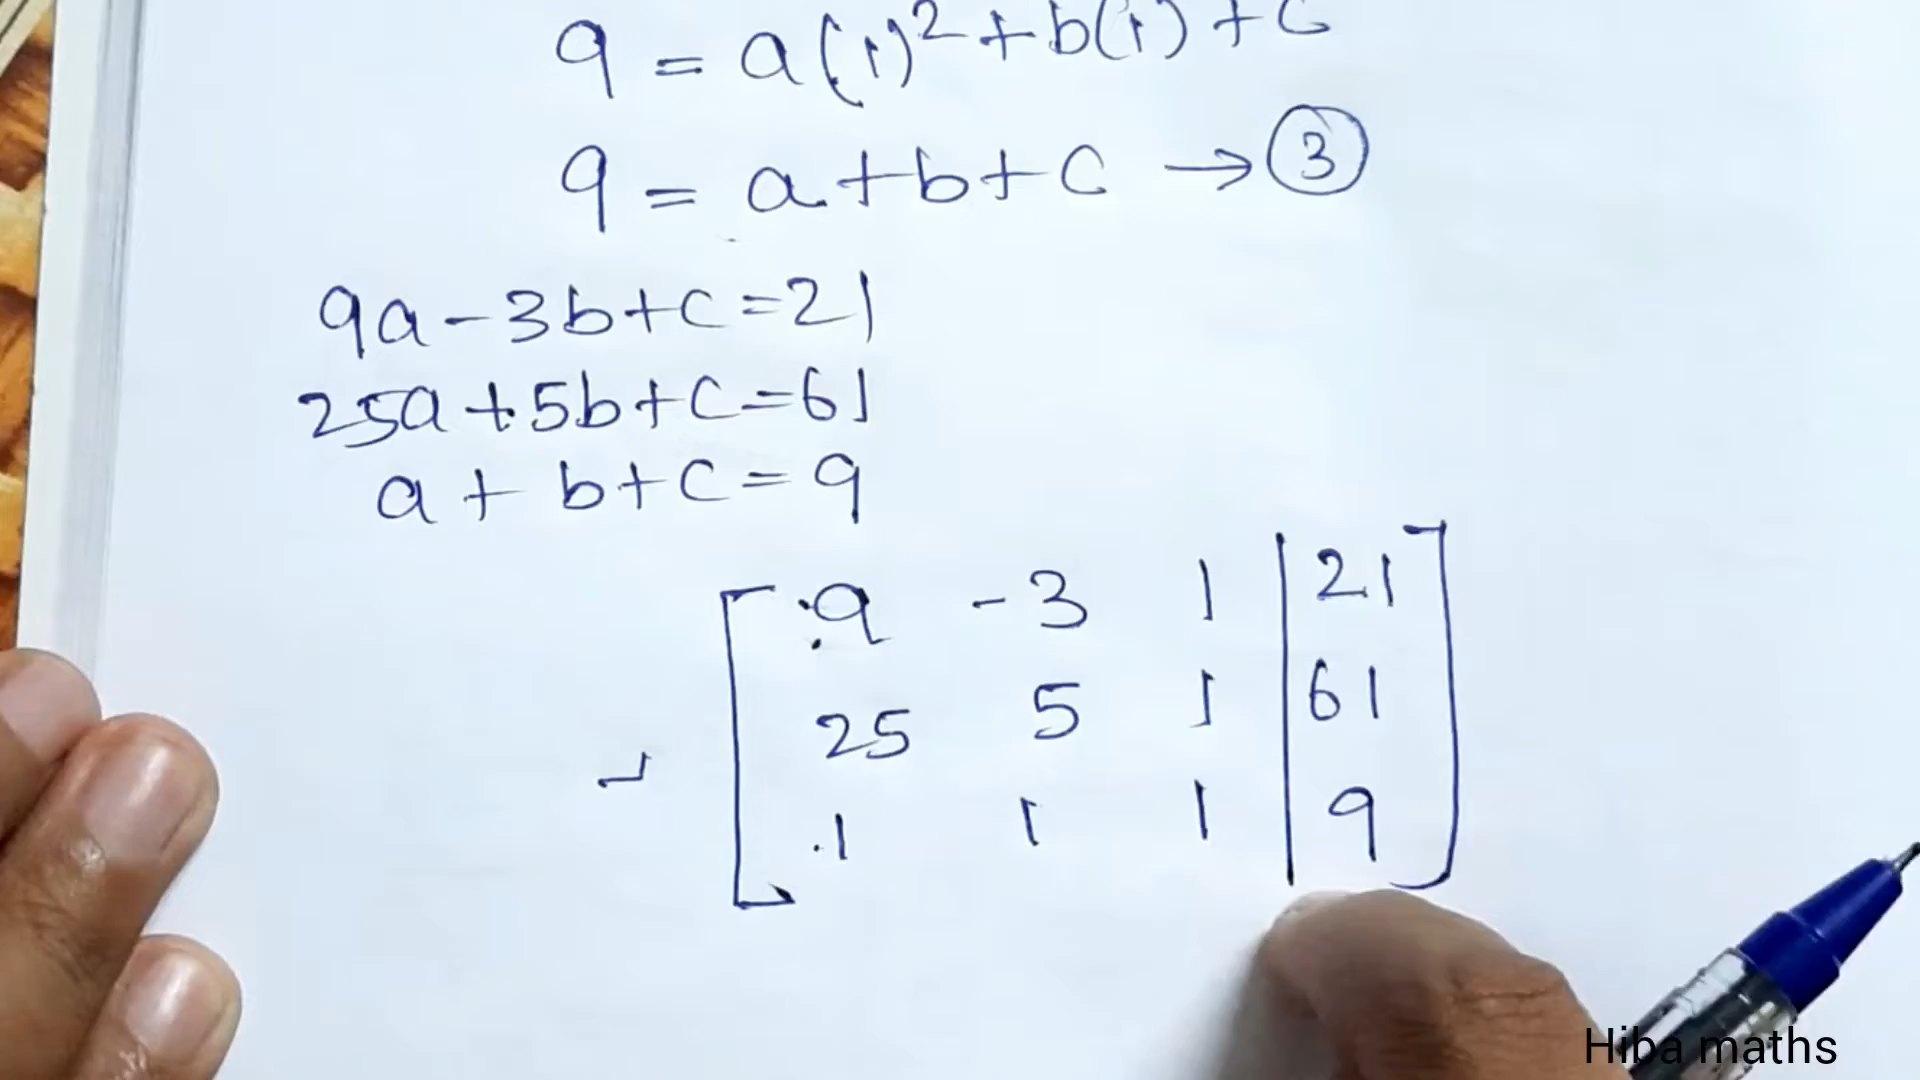 9 = a(1)² + b(1) + c
9 = a + b + c → ③
9a - 3b + c = 21
25a + 5b + c = 61
a + b + c = 9
[ 9 -3 1 | 21 ]
[ 25 5 1 | 61 ]
[ 1 1 1 | 9 ]
Hiba maths